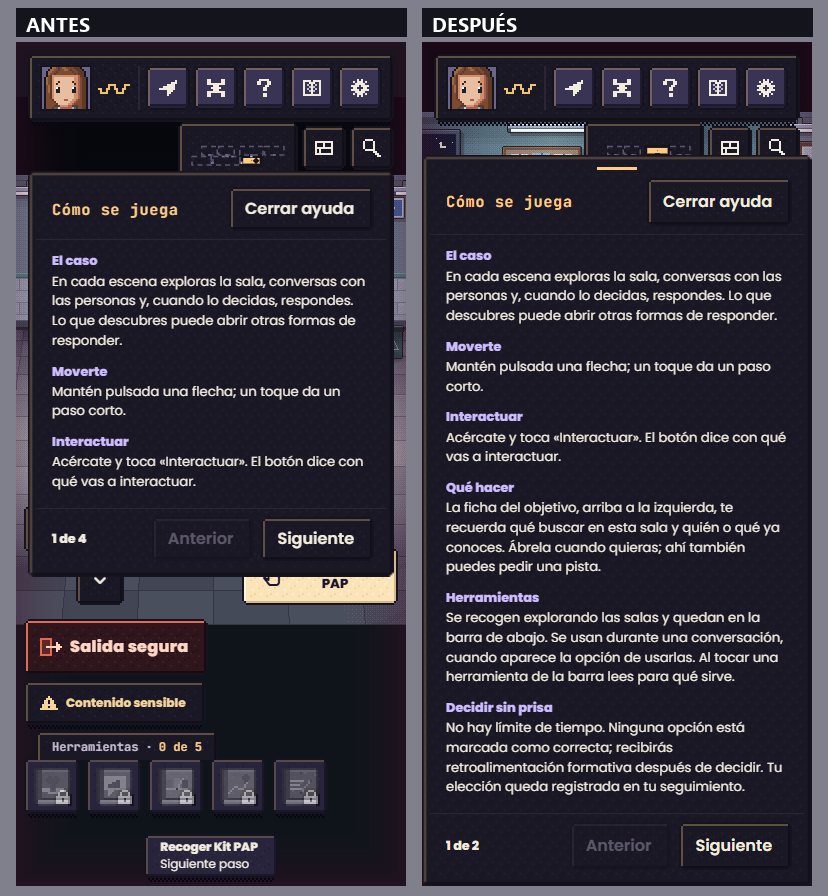 ANTES
?
Cómo se juega
Cerrar ayuda
El caso
En cada escena exploras la sala, conversas con
las personas y, cuando lo decidas, respondes.
Lo que descubres puede abrir otras formas de
responder.
Moverte
Mantén pulsada una flecha; un toque da un
paso corto.
Interactuar
Acércate y toca «Interactuar». El botón dice con
qué vas a interactuar.
1 de 4
Anterior
Siguiente
PAP
Salida segura
Contenido sensible
Herramientas · 0 de 5
Recoger Kit PAP
Siguiente paso
DESPUÉS
?
Cómo se juega
Cerrar ayuda
El caso
En cada escena exploras la sala, conversas con las
personas y, cuando lo decidas, respondes. Lo que
descubres puede abrir otras formas de responder.
Moverte
Mantén pulsada una flecha; un toque da un paso
corto.
Interactuar
Acércate y toca «Interactuar». El botón dice con qué
vas a interactuar.
Qué hacer
La ficha del objetivo, arriba a la izquierda, te
recuerda qué buscar en esta sala y quién o qué ya
conoces. Ábrela cuando quieras; ahí también
puedes pedir una pista.
Herramientas
Se recogen explorando las salas y quedan en la
barra de abajo. Se usan durante una conversación,
cuando aparece la opción de usarlas. Al tocar una
herramienta de la barra lees para qué sirve.
Decidir sin prisa
No hay límite de tiempo. Ninguna opción está
marcada como correcta; recibirás
retroalimentación formativa después de decidir. Tu
elección queda registrada en tu seguimiento.
1 de 2
Anterior
Siguiente